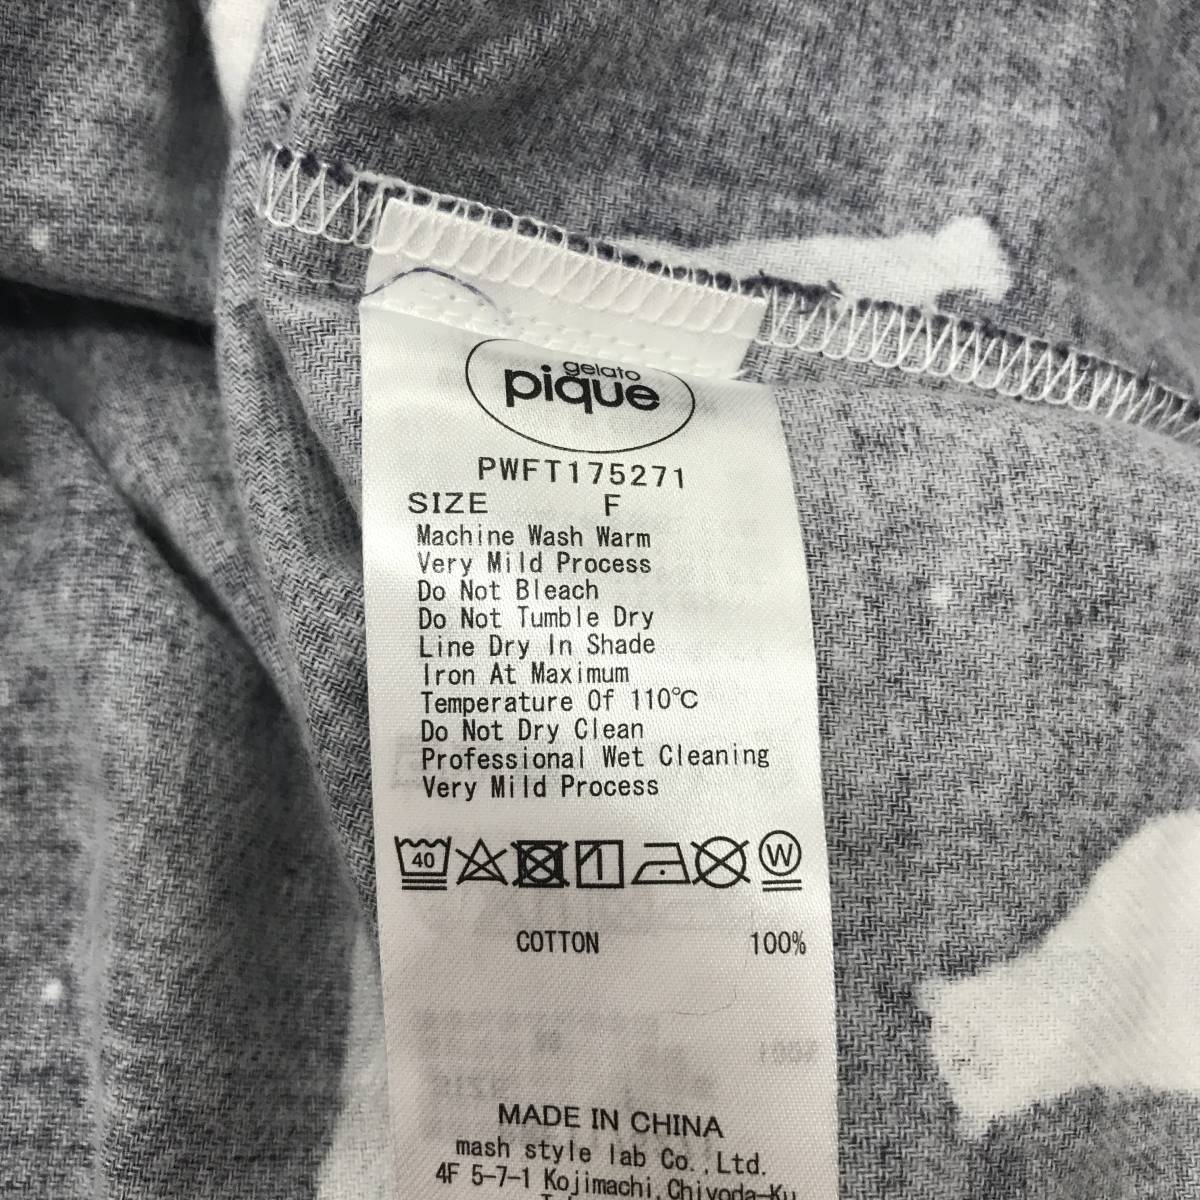 gelato
pique
PWFT175271
SIZE F
Machine Wash Warm
Very Mild Process
Do Not Bleach
Do Not Tumble Dry
Line Dry In Shade
Iron At Maximum
Temperature Of 110℃
Do Not Dry Clean
Professional Wet Cleaning
Very Mild Process
40 W
COTTON 100%
MADE IN CHINA
mash style lab Co.,Ltd.
4F 5-7-1 Kojimachi,Chiyoda-Ku